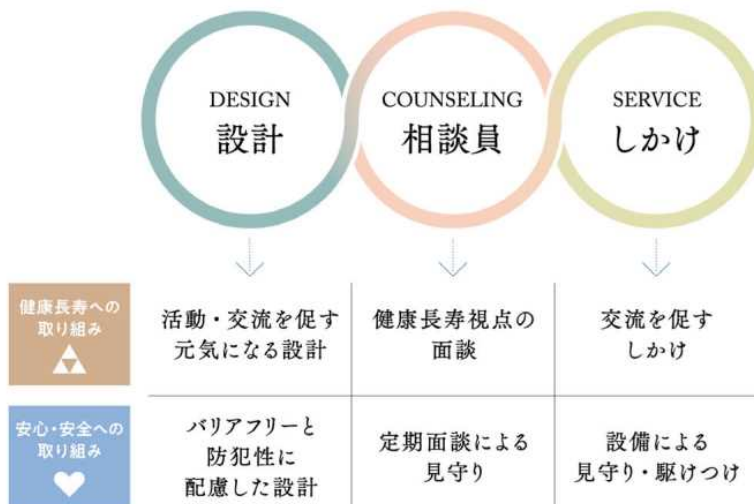 DESIGN
設計
COUNSELING
相談員
SERVICE
しかけ
健康長寿への
取り組み
活動・交流を促す
元気になる設計
健康長寿視点の
面談
交流を促す
しかけ
安心・安全への
取り組み
バリアフリーと
防犯性に
配慮した設計
定期面談による
見守り
設備による
見守り・駆けつけ